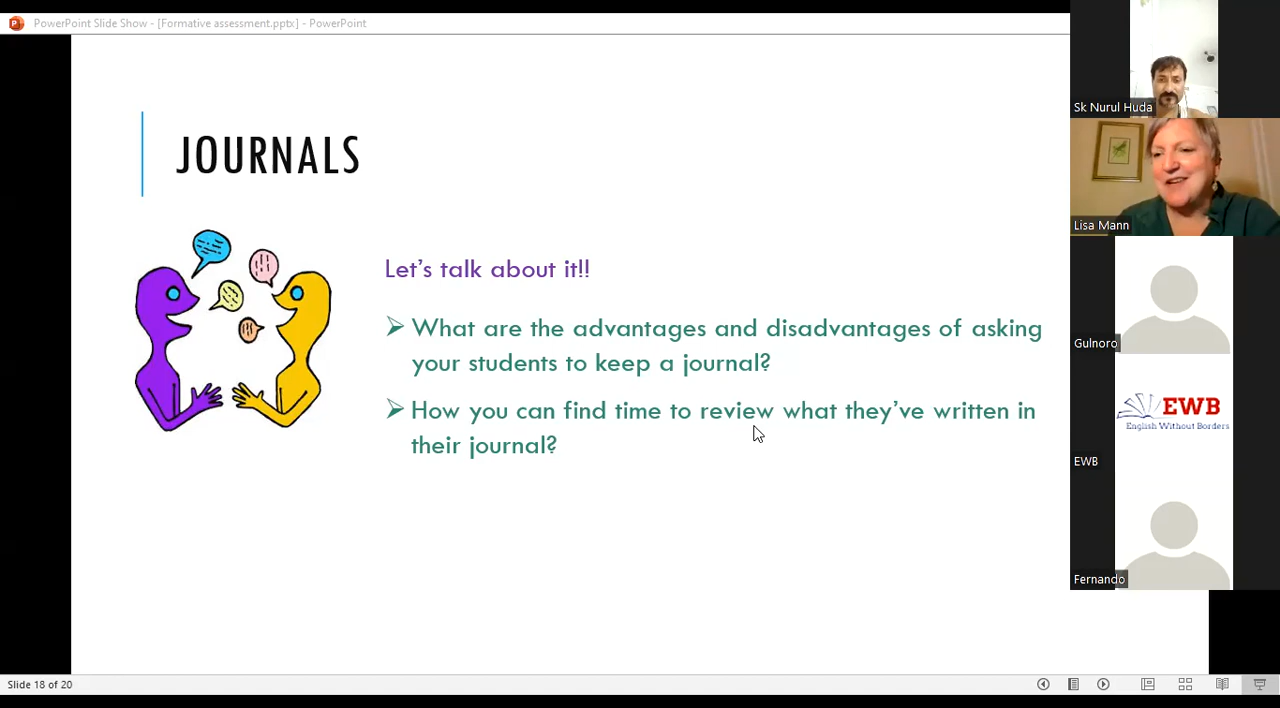 PowerPoint Slide Show - [Formative assessment.pptx] - PowerPoint
JOURNALS
Let's talk about it!!
What are the advantages and disadvantages of asking
your students to keep a journal?
How you can find time to review what they've written in
their journal?
Sk Nurul Huda
Lisa Mann
Gulnoro
EWB
English Without Borders
EWB
Fernando
Slide 18 of 20